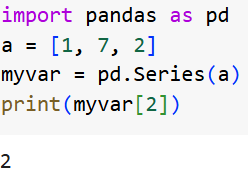 import pandas as pd
a = [1, 7, 2]
myvar = pd.Series(a)
print(myvar[2])
2